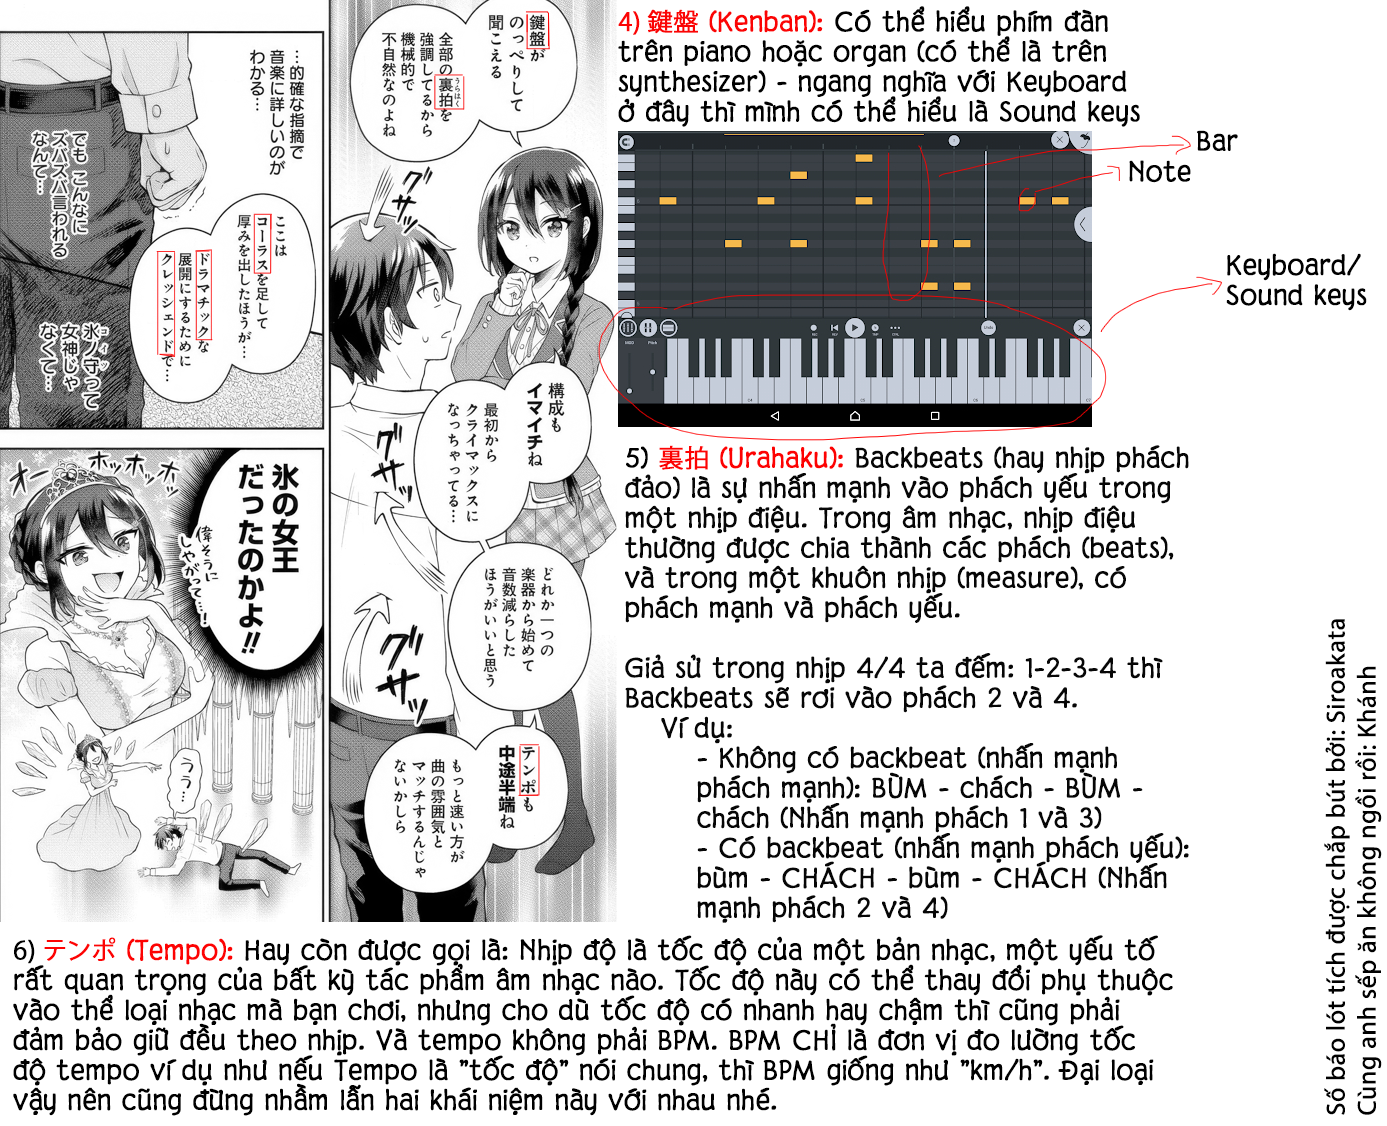 鍵盤が
のっぺりして
聞こえる
全部の裏拍を
うらはく
強調してるから
機械的で
不自然なのよね
グサッ
構成も
イマイチね
最初から
クライマックスに
なっちゃってる…
グサッ
どれか一つの
楽器から始めて
音数減らした
ほうがいいと思う
グサッ
テンポも
中途半端ね
もっと速い方が
曲の雰囲気と
マッチするんじゃ
ないかしら
…的確な指摘で
音楽に詳しいのが
わかる…
でも こんなに
ズバズバ言われる
なんて…
ここは
コーラスを足して
厚みを出したほうが…
ドラマチックな
展開にするために
クレッシェンドで…
氷ノ守って
コイツ
女神じゃ
なくて…
氷の女王
だったのかよ!!
偉そうに
しやがって…!
オーホッホッホッ
うう…
4) 鍵盤 (Kenban): Có thể hiểu phím đàn
trên piano hoặc organ (có thể là trên
synthesizer) - ngang nghĩa với Keyboard
ở đây thì mình có thể hiểu là Sound keys
Bar
Note
Keyboard/
Sound keys
5) 裏拍 (Urahaku): Backbeats (hay nhịp phách
đảo) là sự nhấn mạnh vào phách yếu trong
một nhịp điệu. Trong âm nhạc, nhịp điệu
thường được chia thành các phách (beats),
và trong một khuôn nhịp (measure), có
phách mạnh và phách yếu.
Giả sử trong nhịp 4/4 ta đếm: 1-2-3-4 thì
Backbeats sẽ rơi vào phách 2 và 4.
Ví dụ:
- Không có backbeat (nhấn mạnh
phách mạnh): BÙM - chách - BÙM -
chách (Nhấn mạnh phách 1 và 3)
- Có backbeat (nhấn mạnh phách yếu):
bùm - CHÁCH - bùm - CHÁCH (Nhấn
mạnh phách 2 và 4)
6) テンポ (Tempo): Hay còn được gọi là: Nhịp độ là tốc độ của một bản nhạc, một yếu tố
rất quan trọng của bất kỳ tác phẩm âm nhạc nào. Tốc độ này có thể thay đổi phụ thuộc
vào thể loại nhạc mà bạn chơi, nhưng cho dù tốc độ có nhanh hay chậm thì cũng phải
đảm bảo giữ đều theo nhịp. Và tempo không phải BPM. BPM CHỈ là đơn vị đo lường tốc
độ tempo ví dụ như nếu Tempo là "tốc độ" nói chung, thì BPM giống như "km/h". Đại loại
vậy nên cũng đừng nhầm lẫn hai khái niệm này với nhau nhé.
Số báo lót tích được chắp bút bởi: Siroakata
Cùng anh sếp ăn không ngồi rồi: Khánh